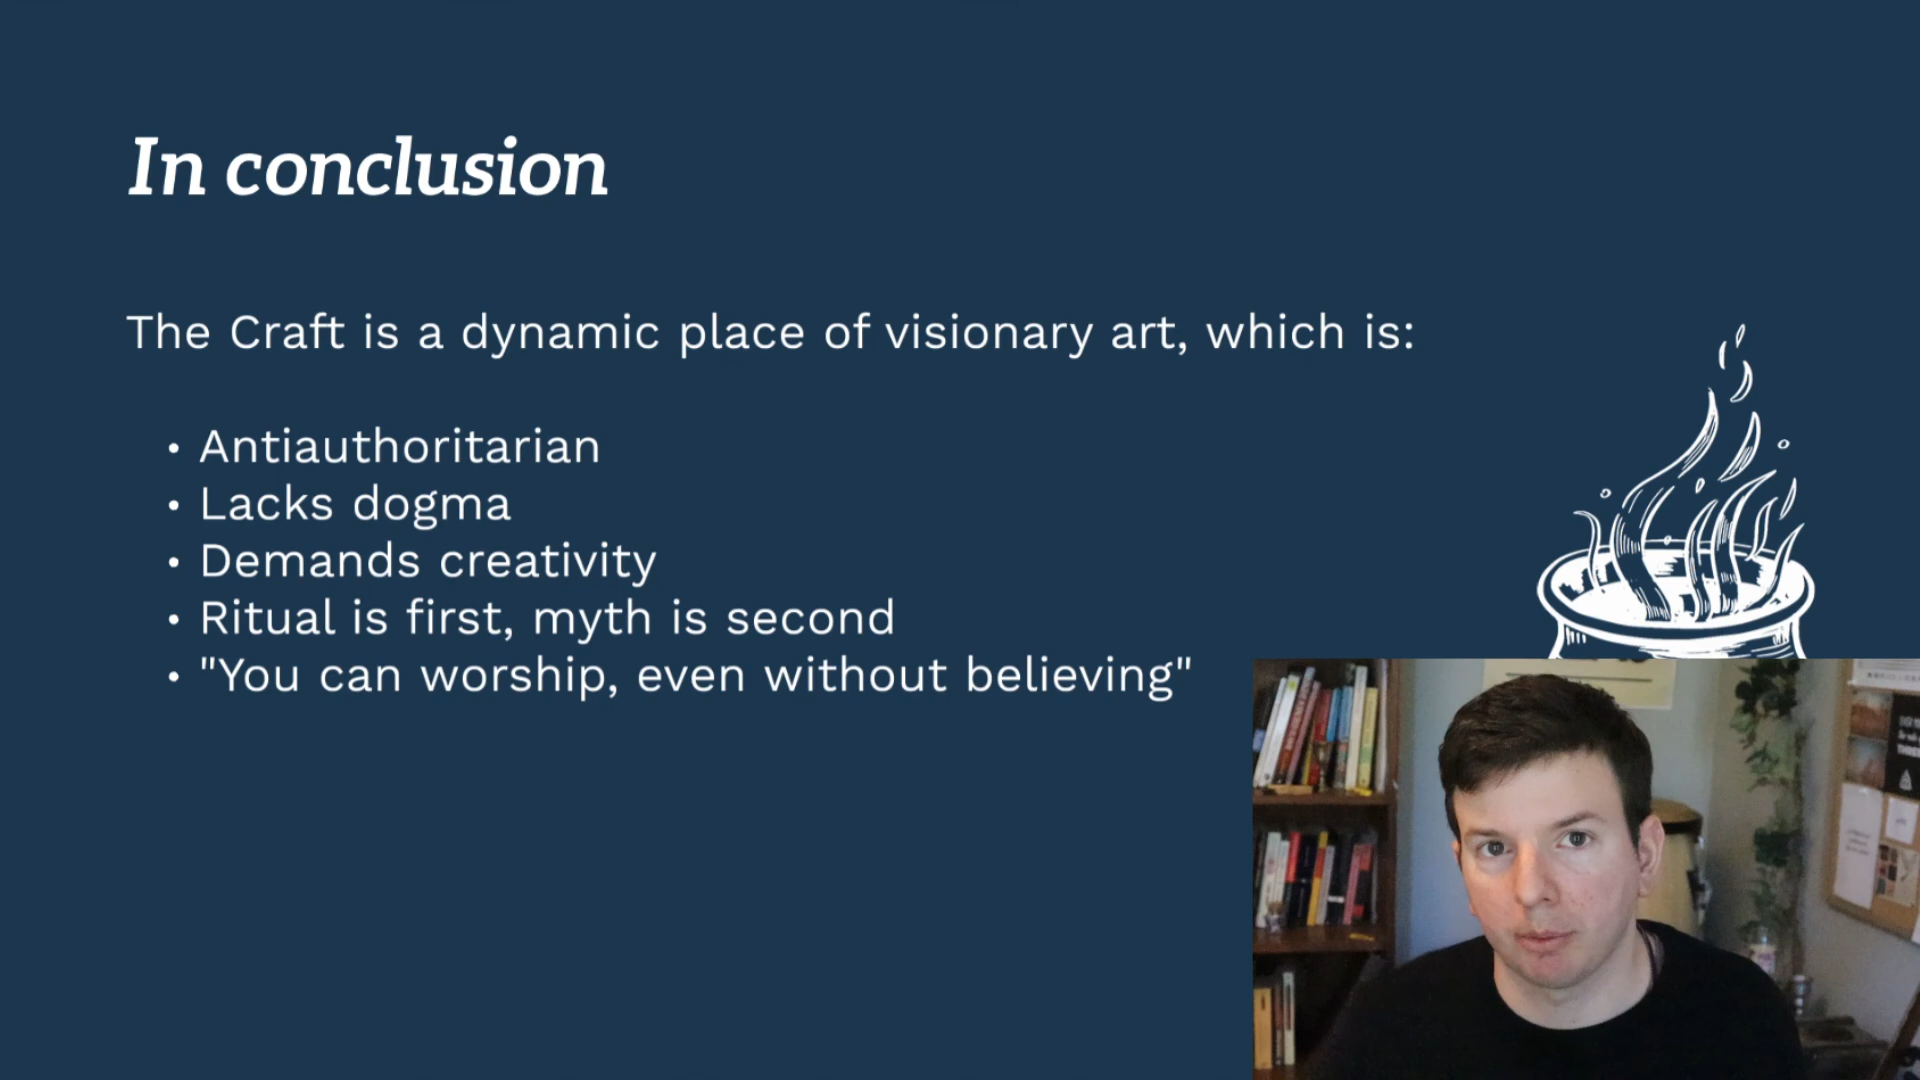 In conclusion
The Craft is a dynamic place of visionary art, which is:
• Antiauthoritarian
• Lacks dogma
• Demands creativity
• Ritual is first, myth is second
• "You can worship, even without believing"